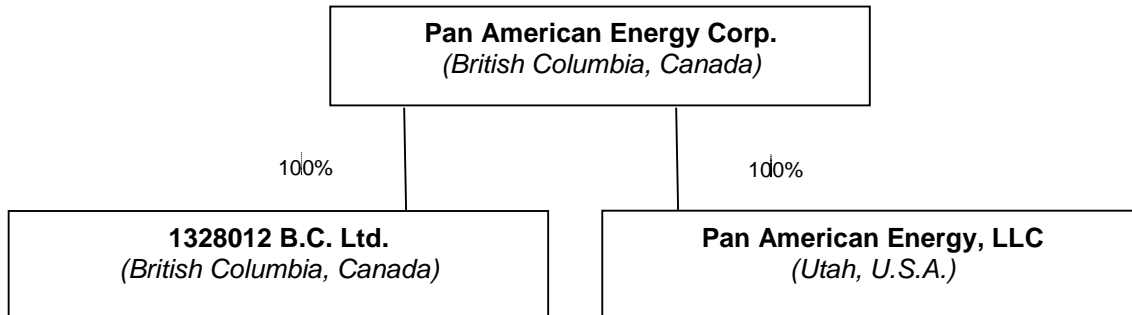 Pan American Energy Corp.
(British Columbia, Canada)
100%
100%
1328012 B.C. Ltd.
(British Columbia, Canada)
Pan American Energy, LLC
(Utah, U.S.A.)